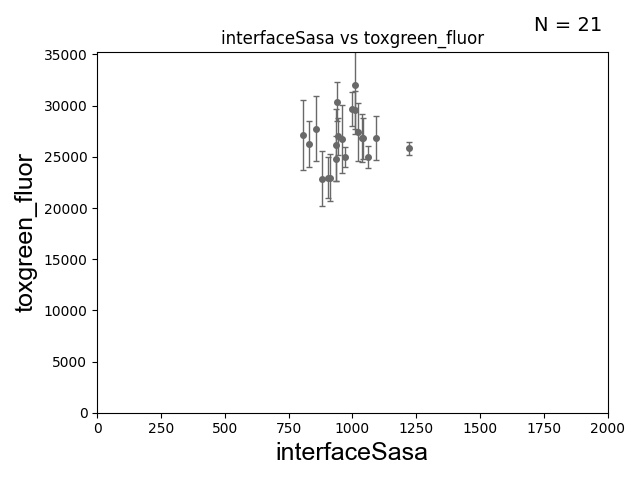 N = 21
interfaceSasa vs toxgreen_fluor
35000
30000
25000
20000
15000
10000
5000
0
toxgreen_fluor
0 250 500 750 1000 1250 1500 1750 2000
interfaceSasa